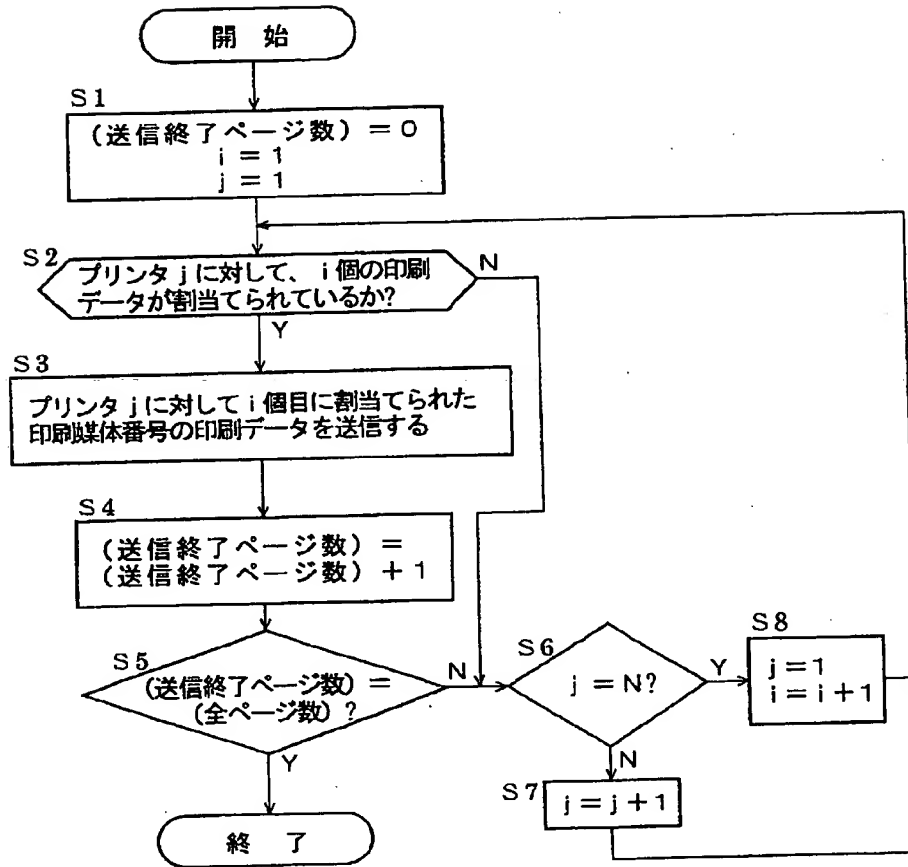 開 始
S1
(送信終了ページ数)=0
i=1
j=1
S2
プリンタjに対して、i個の印刷
データが割当てられているか?
N
Y
S3
プリンタjに対してi個目に割当てられた
印刷媒体番号の印刷データを送信する
S4
(送信終了ページ数)=
(送信終了ページ数)+1
S5
(送信終了ページ数)=
(全ページ数)?
N
Y
S6
j=N?
Y
N
S8
j=1
i=i+1
S7
j=j+1
終 了